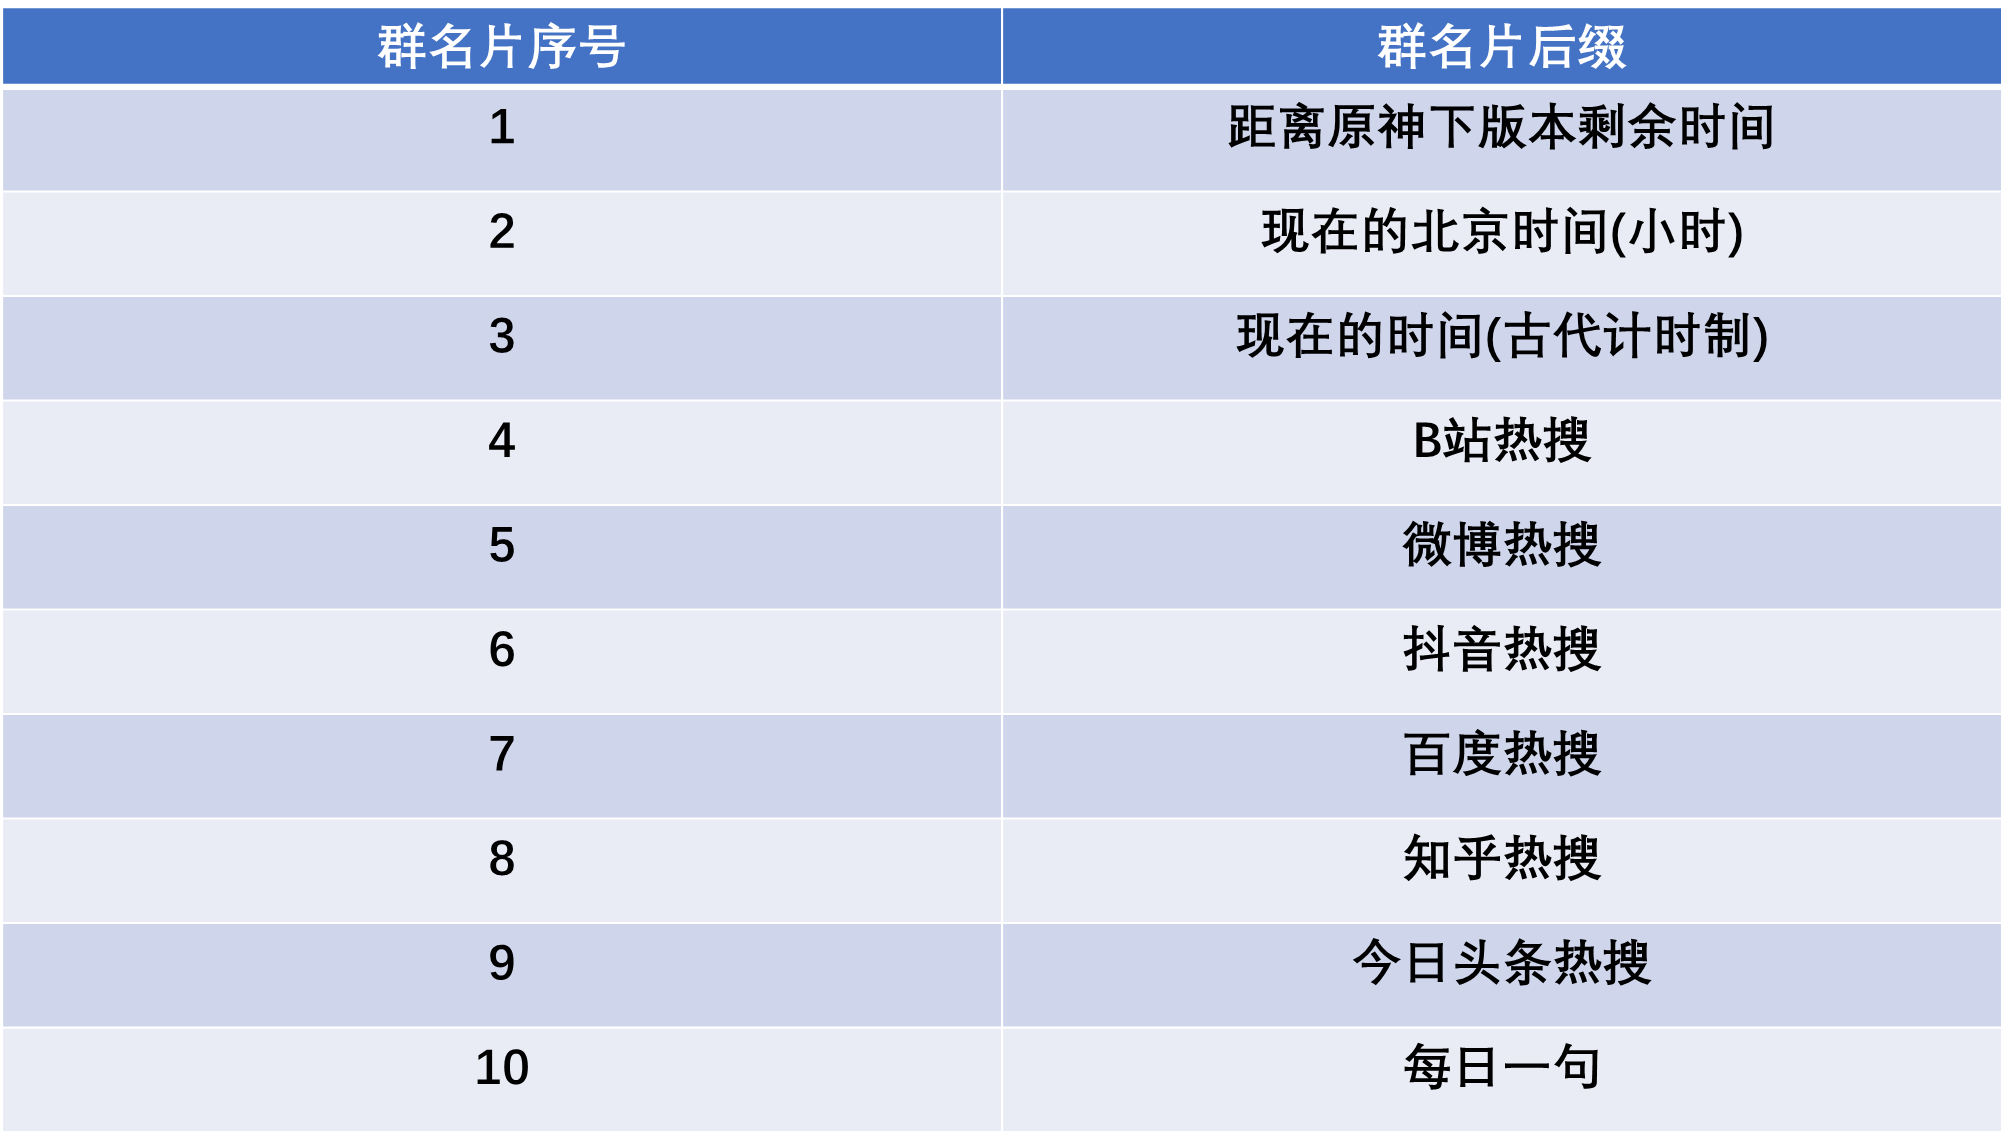 群名片序号 群名片后缀
1 距离原神下版本剩余时间
2 现在的北京时间(小时)
3 现在的时间(古代计时制)
4 B站热搜
5 微博热搜
6 抖音热搜
7 百度热搜
8 知乎热搜
9 今日头条热搜
10 每日一句